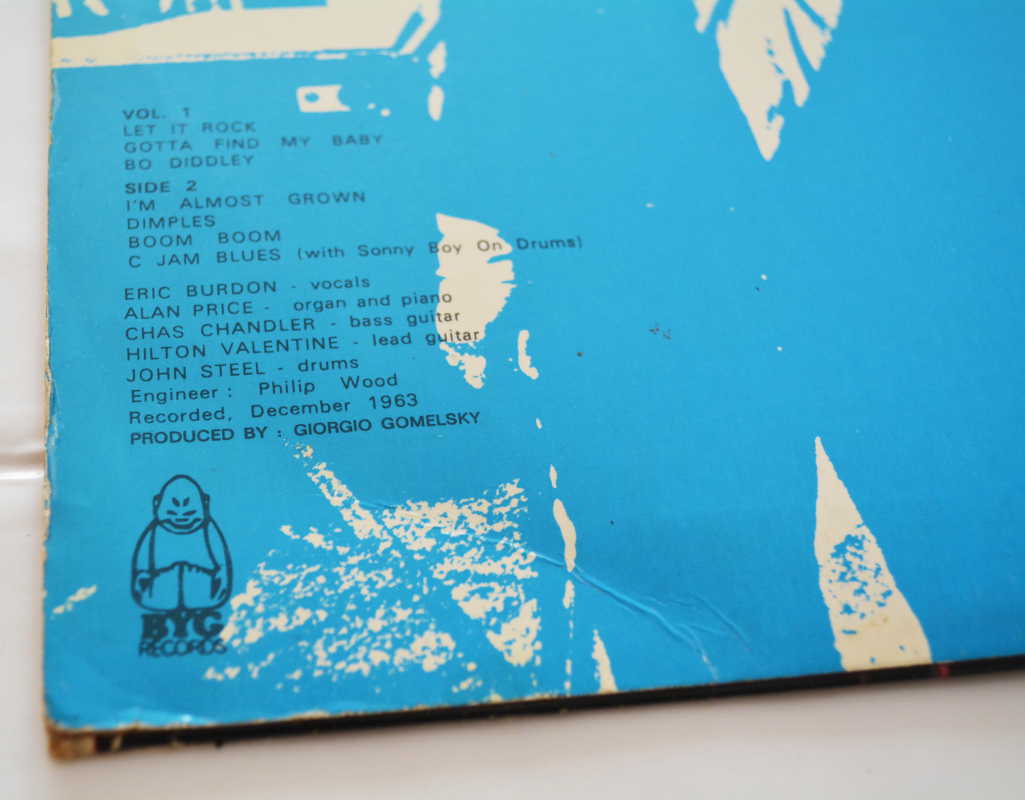 VOL. 1
LET IT ROCK
GOTTA FIND MY BABY
BO DIDDLEY
SIDE 2
I'M ALMOST GROWN
DIMPLES
BOOM BOOM
C JAM BLUES (with Sonny Boy On Drums)
ERIC BURDON - vocals
ALAN PRICE - organ and piano
CHAS CHANDLER - bass guitar
HILTON VALENTINE - lead guitar
JOHN STEEL - drums
Engineer : Philip Wood
Recorded, December 1963
PRODUCED BY : GIORGIO GOMELSKY
BYG
RECORDS